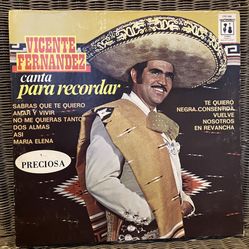 VICENTE
FERNANDEZ
canta
para recordar
SABRAS QUE TE QUIERO
AMAR Y VIVIR
NO ME QUIERAS TANTO
DOS ALMAS
ASI
MARIA ELENA
TE QUIERO
NEGRA CONSENTIDA
VUELVE
NOSOTROS
EN REVANCHA
PRECIOSA